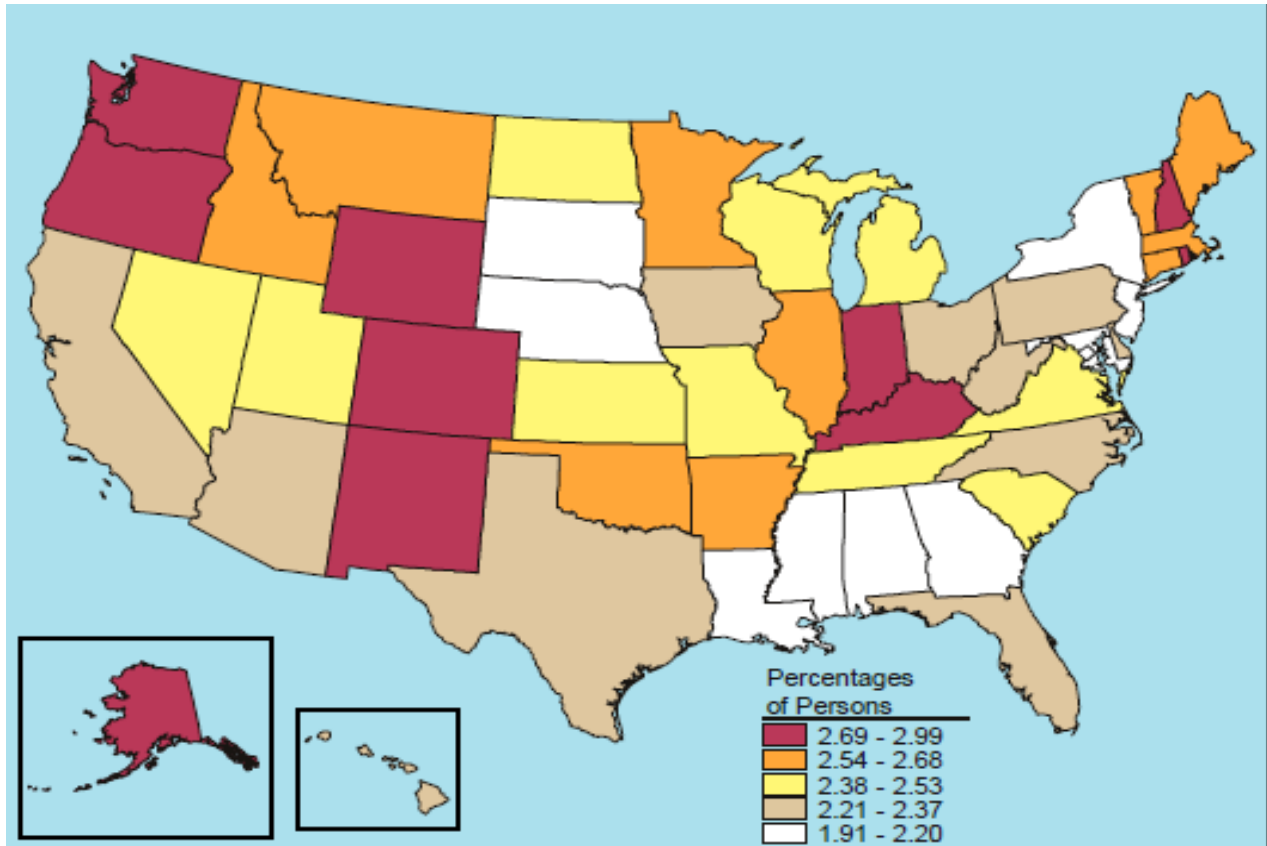 Percentages
of Persons
2.69 - 2.99
2.54 - 2.68
2.38 - 2.53
2.21 - 2.37
1.91 - 2.20